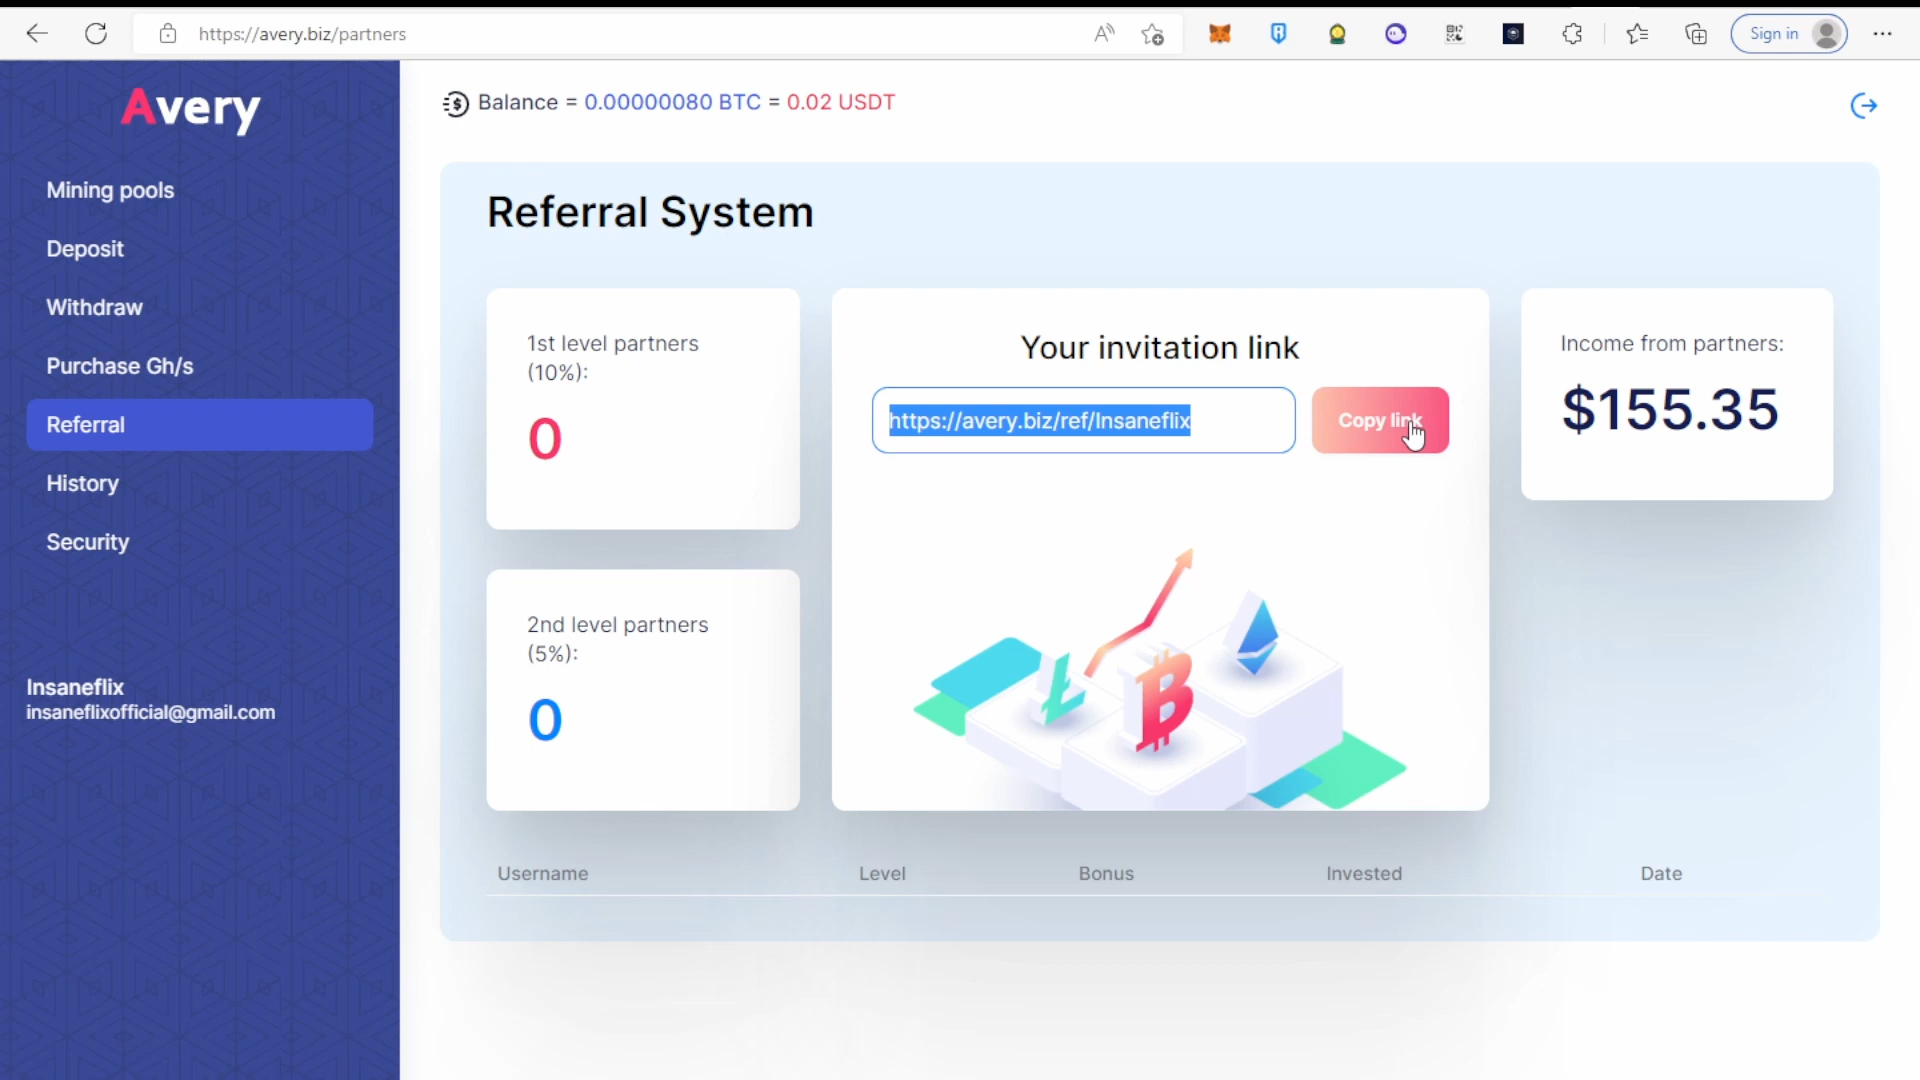 https://avery.biz/partners
A
Sign in
Avery
Balance = 0.00000080 BTC = 0.02 USDT
Mining pools
Deposit
Withdraw
Purchase Gh/s
Referral
History
Security
Insaneflix
insaneflixofficial@gmail.com
Referral System
1st level partners
(10%):
0
2nd level partners
(5%):
0
Your invitation link
https://avery.biz/ref/Insaneflix
Copy link
Income from partners:
$155.35
Username Level Bonus Invested Date